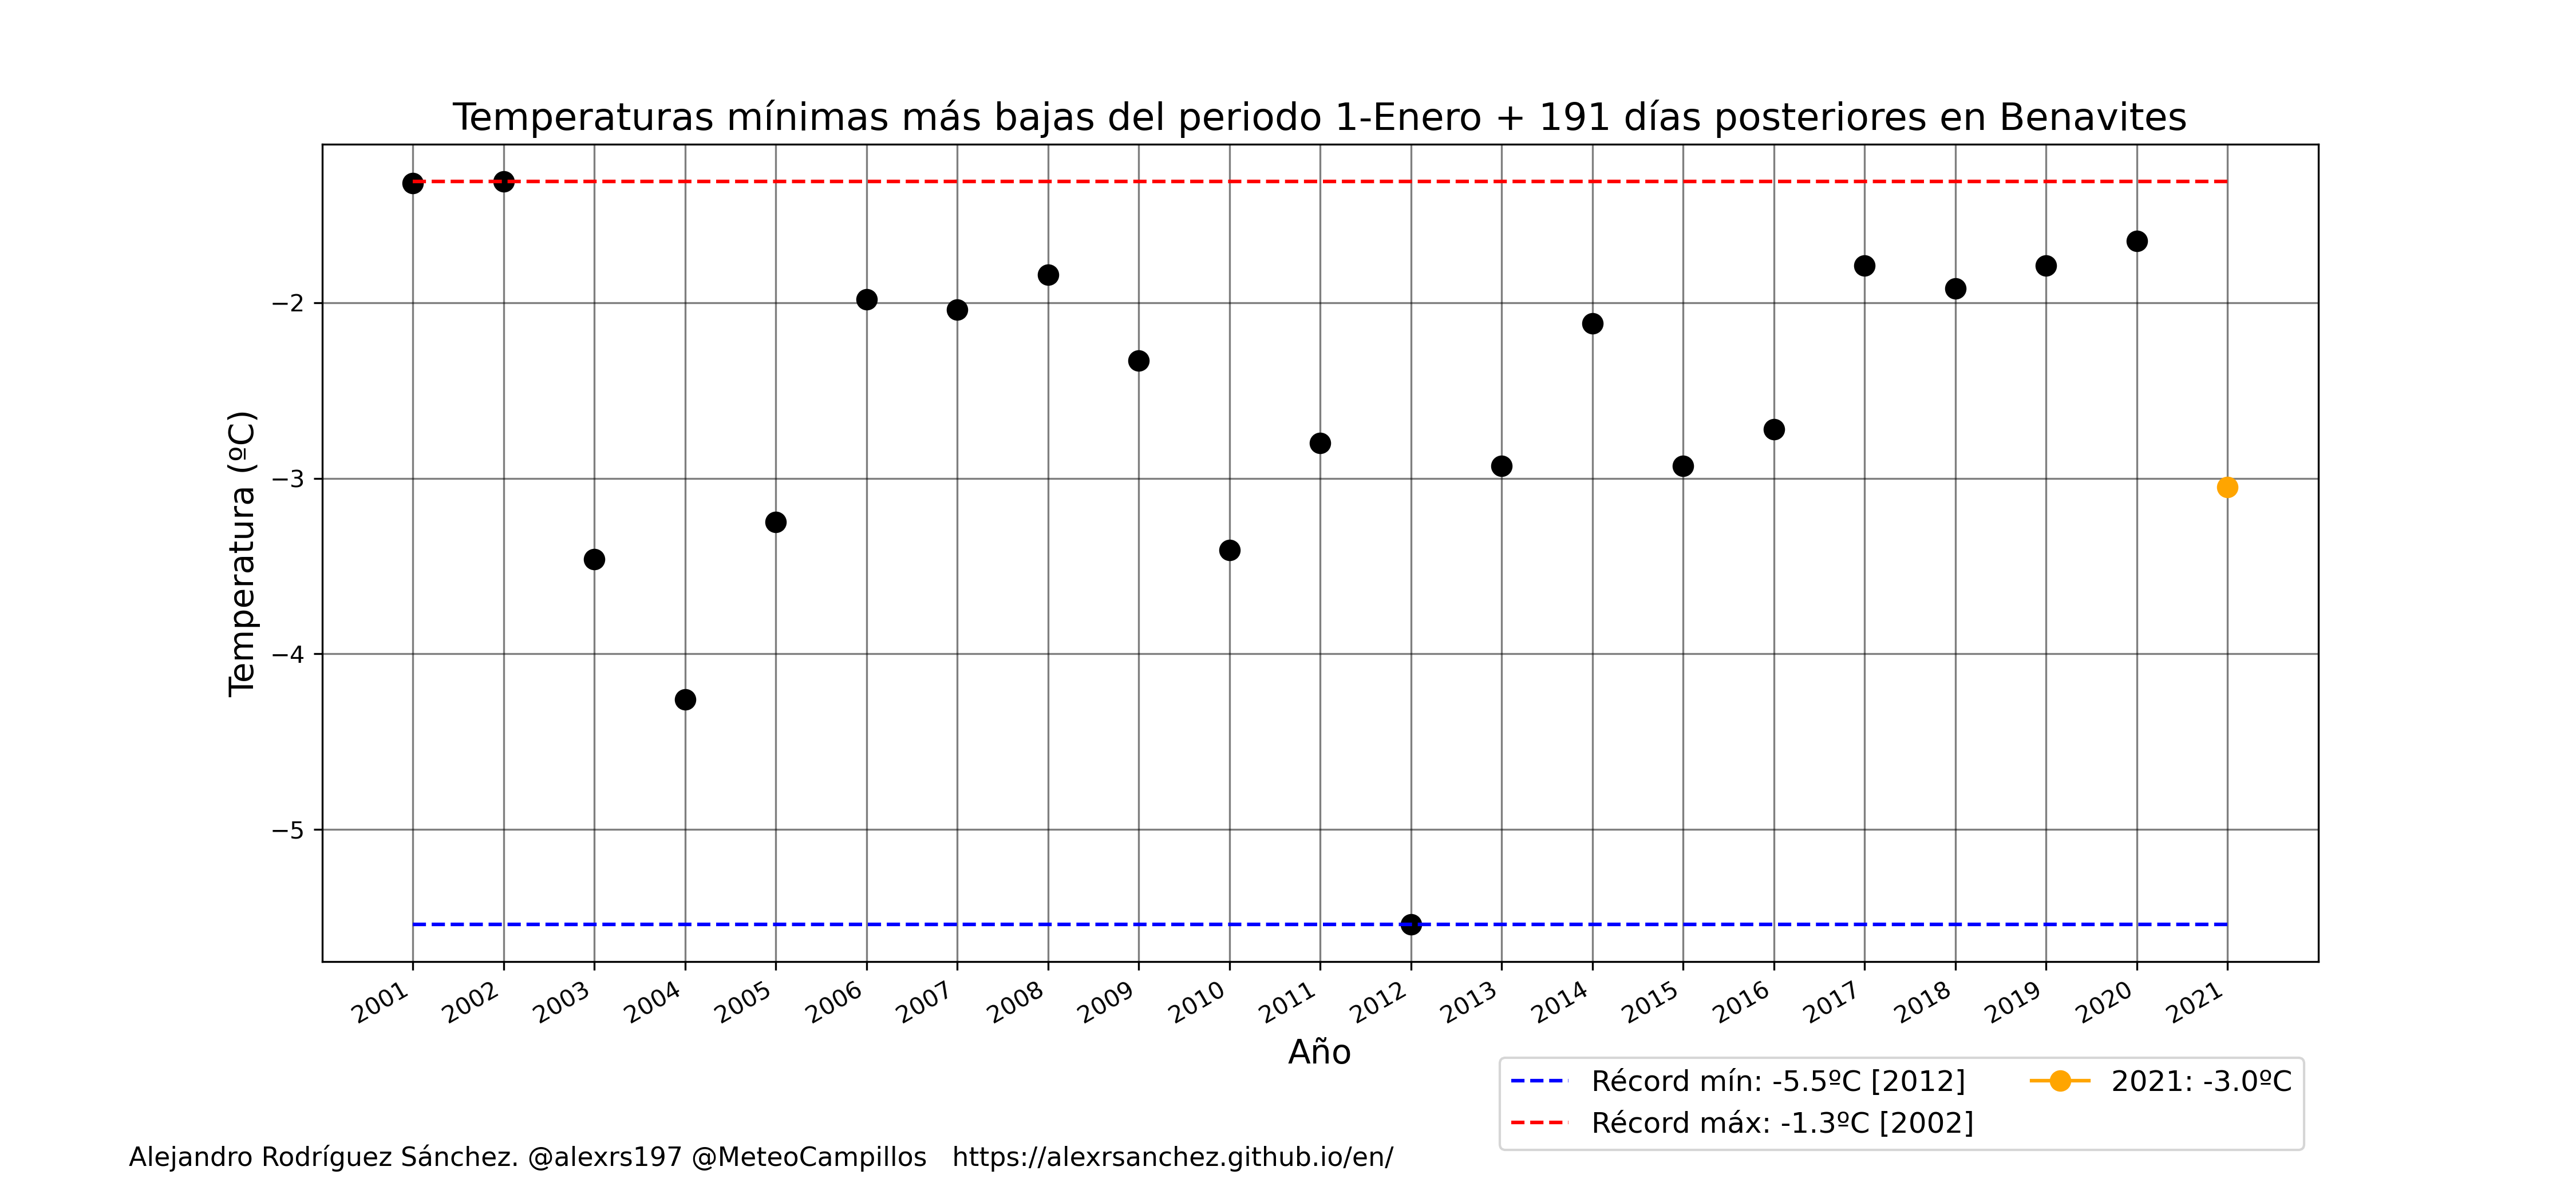 Temperaturas mínimas más bajas del periodo 1-Enero + 191 días posteriores en Benavites
Temperatura (ºC)
−2
−3
−4
−5
2001 2002 2003 2004 2005 2006 2007 2008 2009 2010 2011 2012 2013 2014 2015 2016 2017 2018 2019 2020 2021
Año
Récord mín: -5.5ºC [2012]
Récord máx: -1.3ºC [2002]
2021: -3.0ºC
Alejandro Rodríguez Sánchez. @alexrs197 @MeteoCampillos https://alexrsanchez.github.io/en/